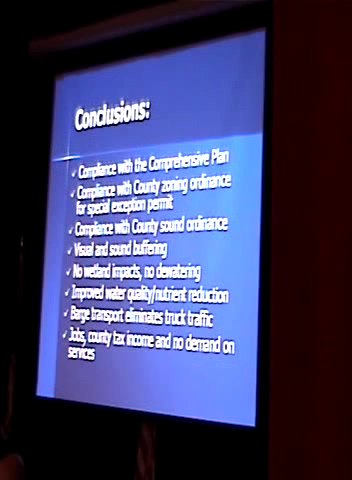 Conclusions:
✓ Compliance with the Comprehensive Plan
✓ Compliance with County zoning ordinance
for special exception permit
✓ Compliance with County sound ordinance
✓ Visual and sound buffering
✓ No wetland impacts, no dewatering
✓ Improved water quality/nutrient reduction
✓ Barge transport eliminates truck traffic
✓ Jobs, county tax income and no demand on
services